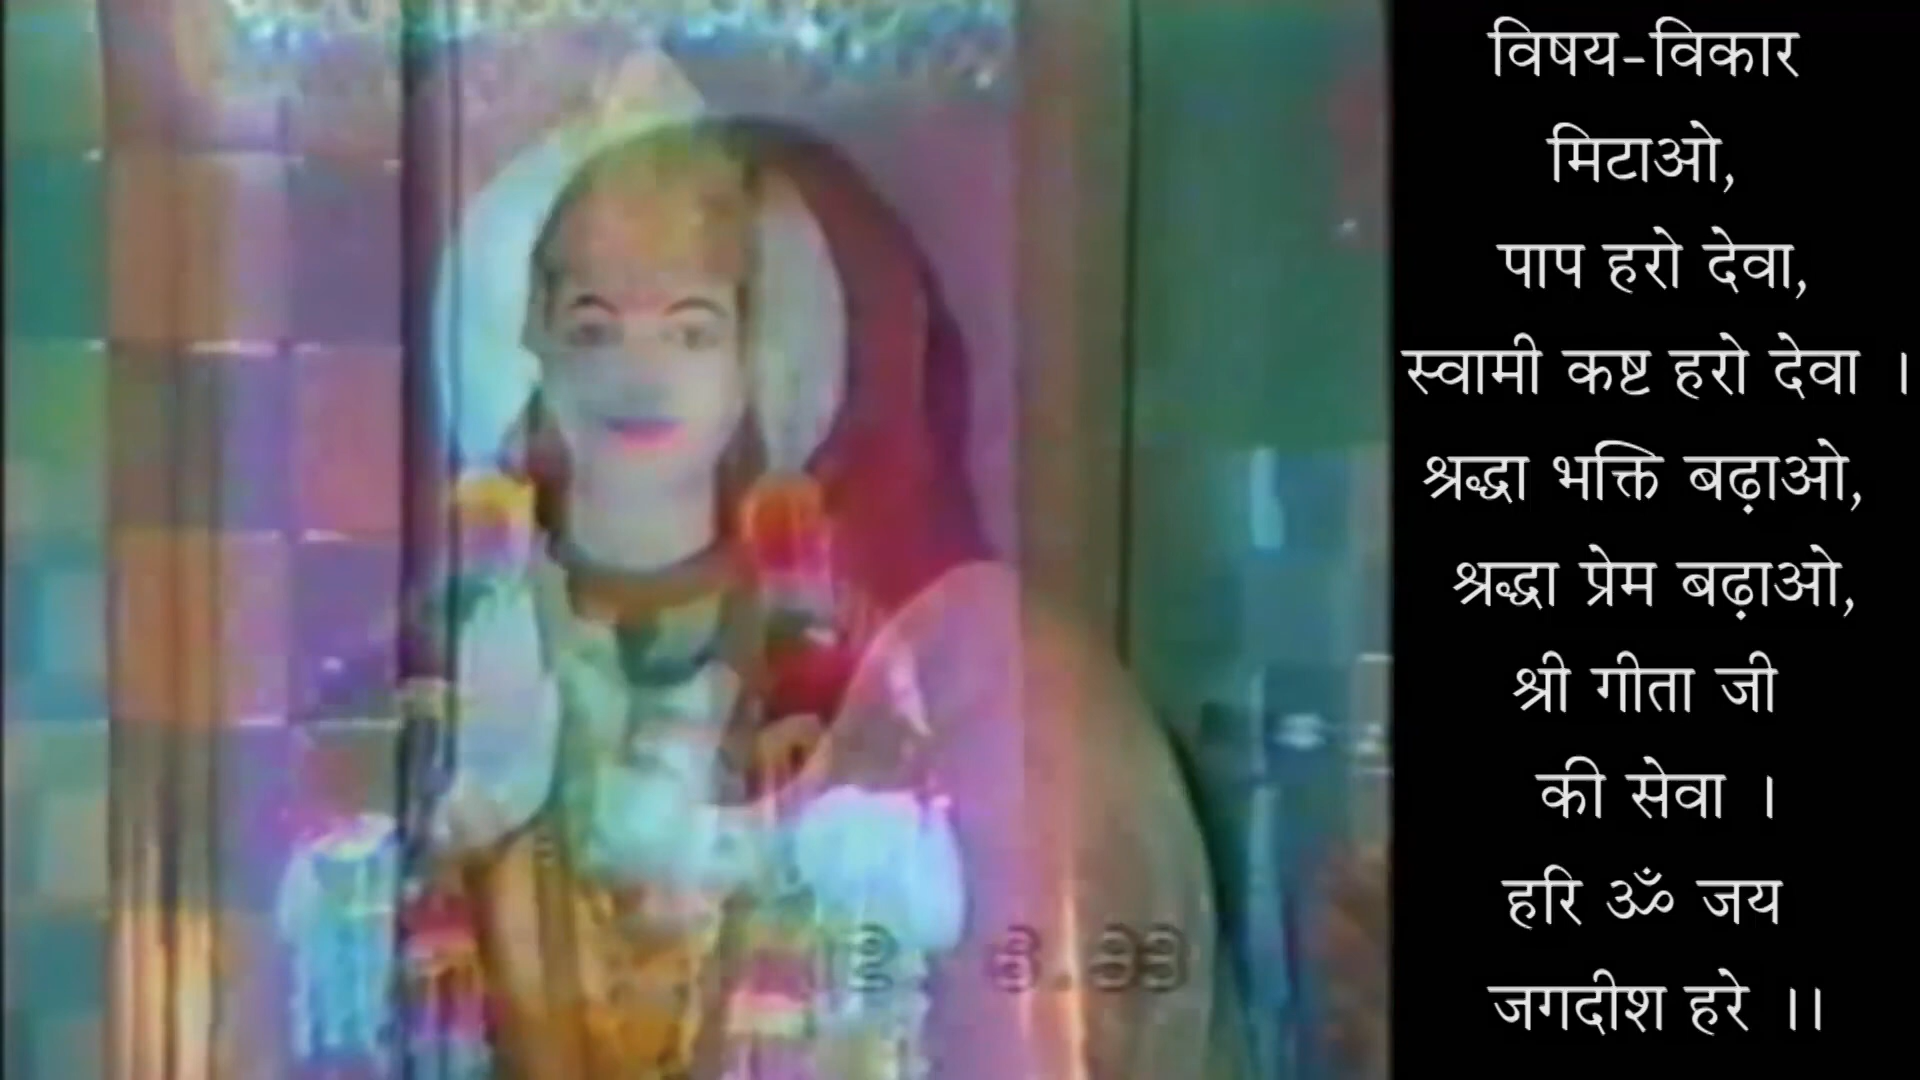 विषय-विकार
मिटाओ,
पाप हरो देवा,
स्वामी कष्ट हरो देवा ।
श्रद्धा भक्ति बढ़ाओ,
श्रद्धा प्रेम बढ़ाओ,
श्री गीता जी
की सेवा ।
हरि ॐ जय
जगदीश हरे ।।